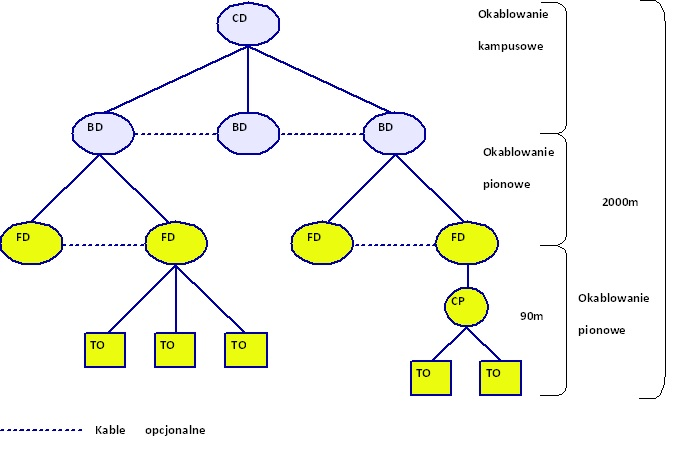 CD
Okablowanie
kampusowe
BD
BD
BD
Okablowanie
pionowe
2000m
FD
FD
FD
FD
CP
90m
Okablowanie
pionowe
TO
TO
TO
TO
TO
Kable opcjonalne